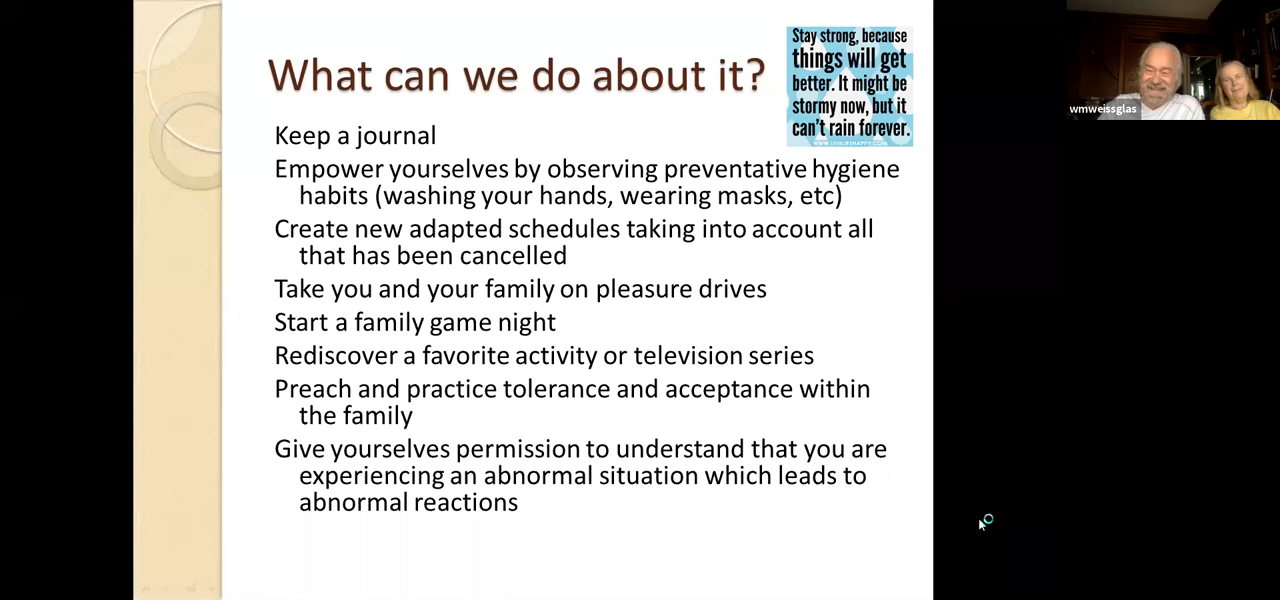 What can we do about it?
Stay strong, because
things will get
better. It might be
stormy now, but it
can't rain forever.
WWW.LIVELIFEHAPPY.COM
wmweissglas
Keep a journal
Empower yourselves by observing preventative hygiene
habits (washing your hands, wearing masks, etc)
Create new adapted schedules taking into account all
that has been cancelled
Take you and your family on pleasure drives
Start a family game night
Rediscover a favorite activity or television series
Preach and practice tolerance and acceptance within
the family
Give yourselves permission to understand that you are
experiencing an abnormal situation which leads to
abnormal reactions